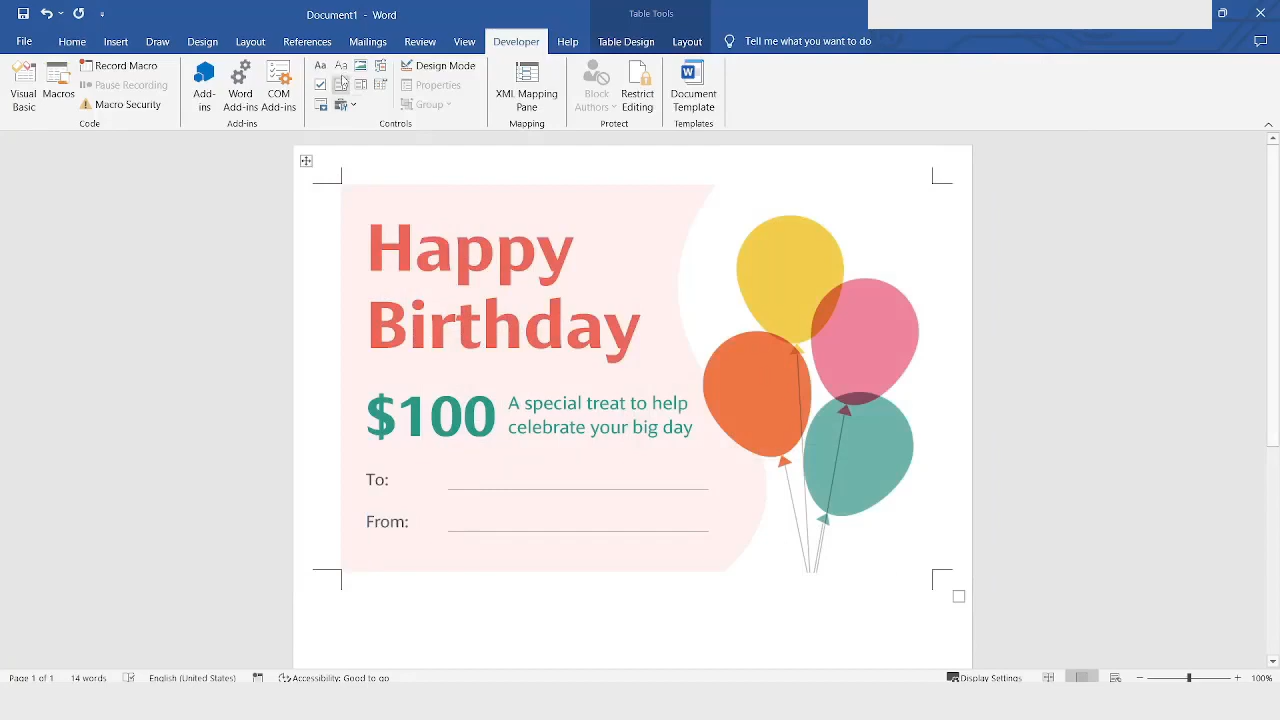 Document1 - Word
Table Tools
File Home Insert Draw Design Layout References Mailings Review View Developer Help Table Design Layout Tell me what you want to do
Visual Basic
Macros
Record Macro
Pause Recording
Macro Security
Code
Add-ins
Word Add-ins
COM Add-ins
Add-ins
Aa Aa
Design Mode
Properties
Group
Controls
XML Mapping Pane
Mapping
Block Authors
Restrict Editing
Protect
Document Template
Templates
Happy
Birthday
$100
A special treat to help
celebrate your big day
To:
From:
Page 1 of 1 14 words English (United States) Accessibility: Good to go Display Settings 100%